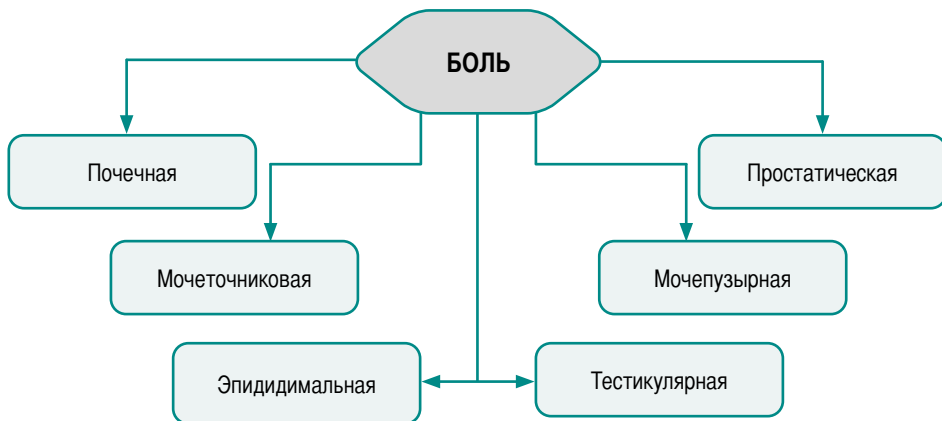 БОЛЬ
Почечная
Простатическая
Мочеточниковая
Мочепузырная
Эпидидимальная
Тестикулярная